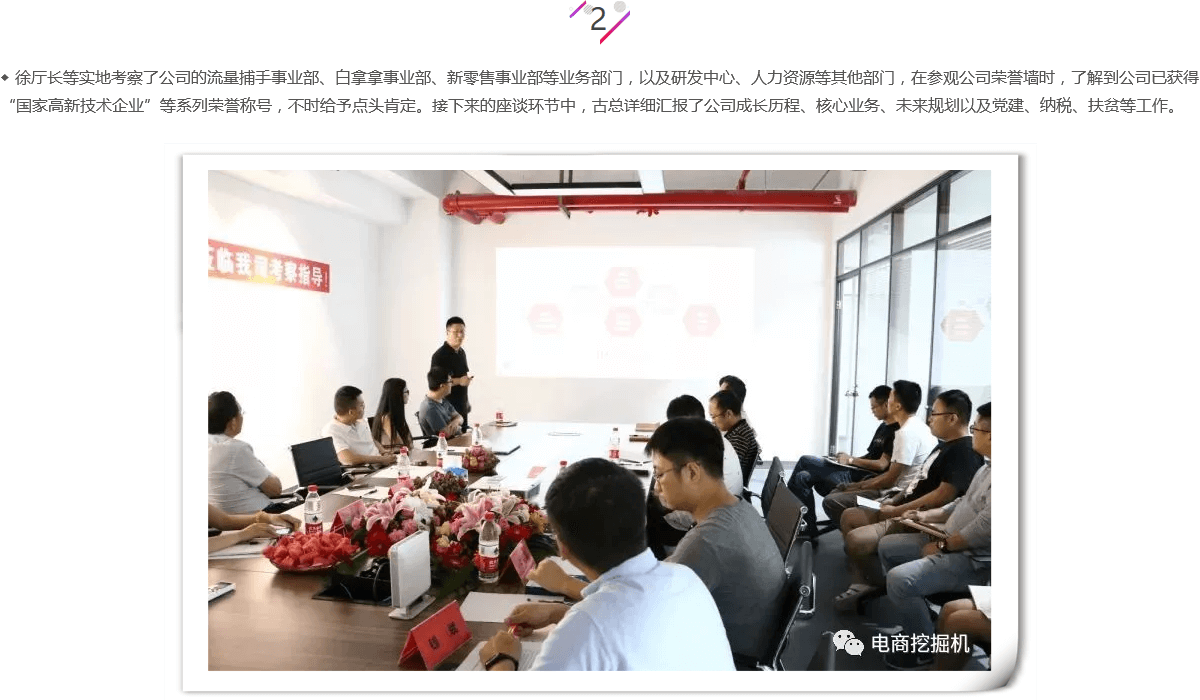 2
徐厅长等实地考察了公司的流量捕手事业部、白拿拿事业部、新零售事业部等业务部门，以及研发中心、人力资源等其他部门，在参观公司荣誉墙时，了解到公司已获得
“国家高新技术企业”等系列荣誉称号，不时给予点头肯定。接下来的座谈环节中，古总详细汇报了公司成长历程、核心业务、未来规划以及党建、纳税、扶贫等工作。
临我司考察指导!
电商挖掘机